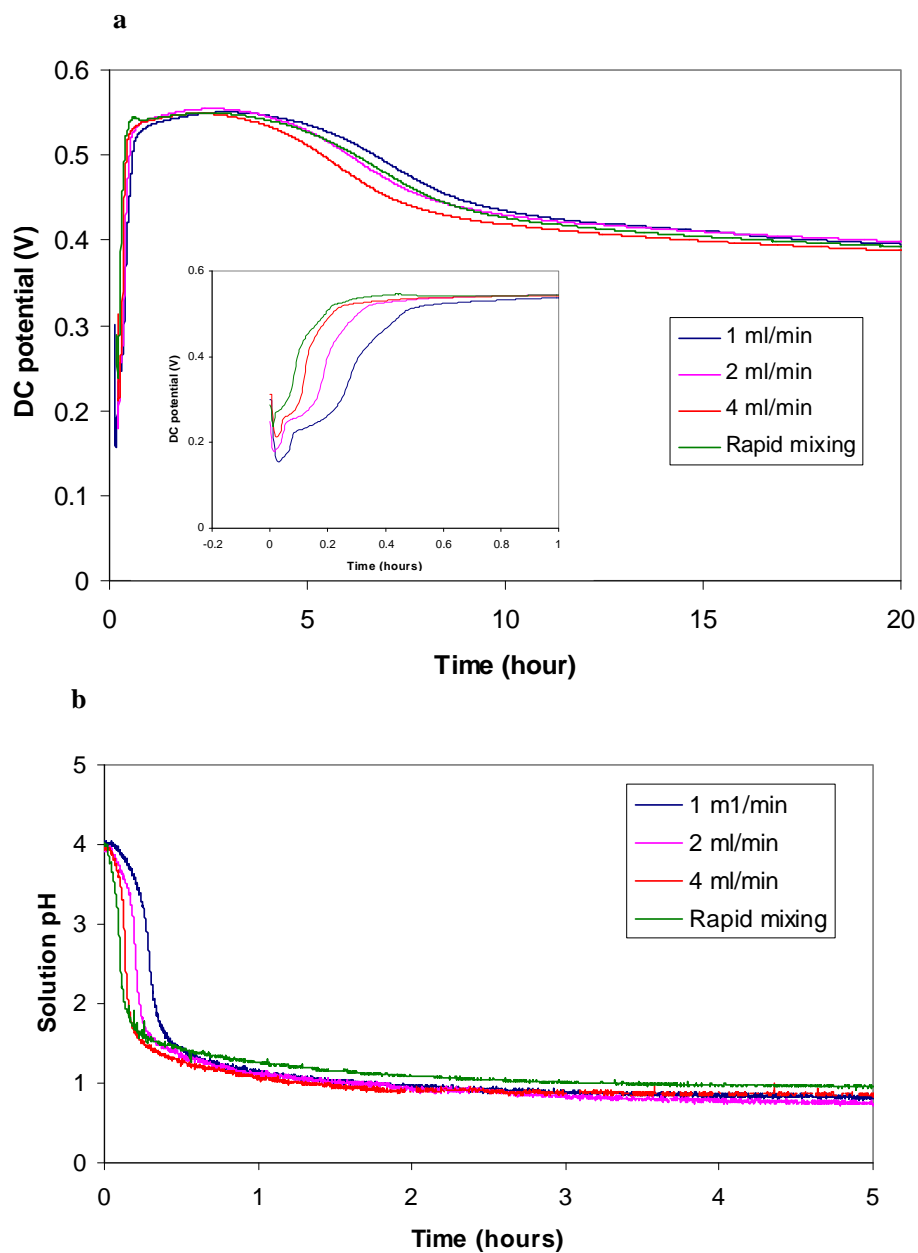 a
0.6
0.5
0.4
0.3
0.2
0.1
0
DC potential (V)
0 5 10 15 20
Time (hour)
0.6
0.4
0.2
0
DC potential (V)
-0.2 0 0.2 0.4 0.6 0.8 1
Time (hours)
1 ml/min
2 ml/min
4 ml/min
Rapid mixing
b
5
4
3
2
1
0
Solution pH
0 1 2 3 4 5
Time (hours)
1 m1/min
2 ml/min
4 ml/min
Rapid mixing